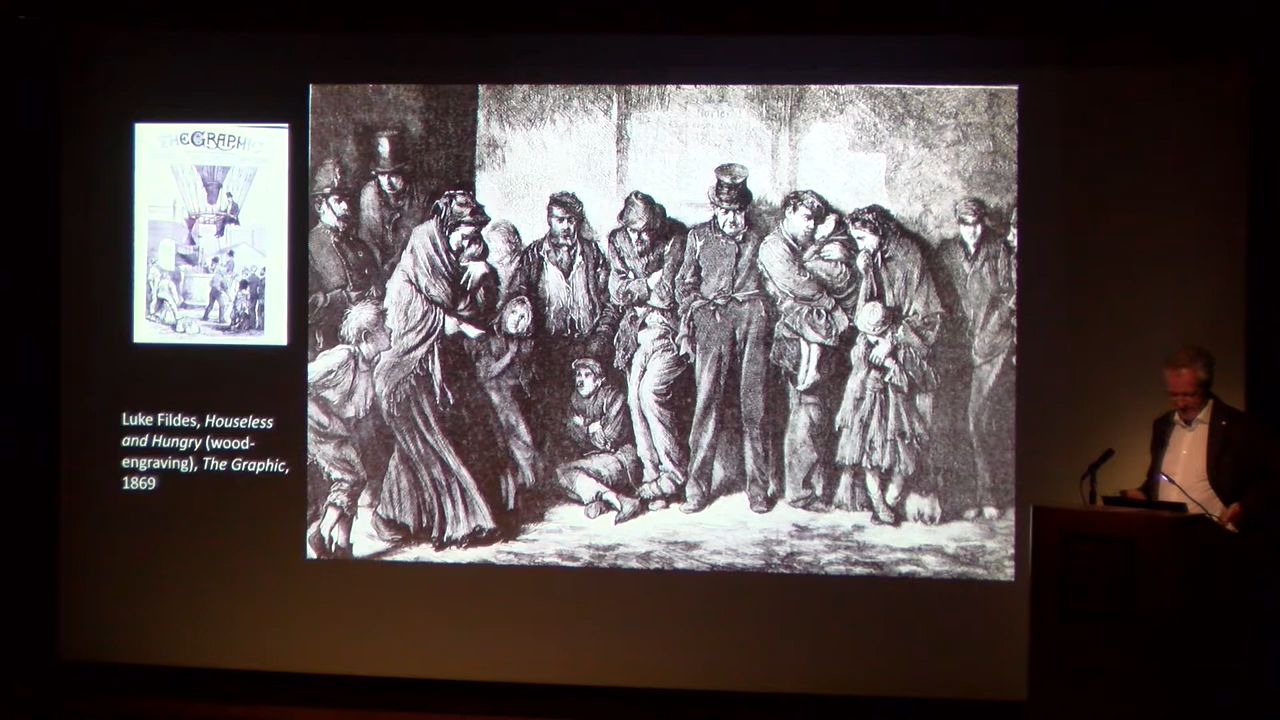 THE GRAPHIC
Luke Fildes, Houseless
and Hungry (wood-
engraving), The Graphic,
1869